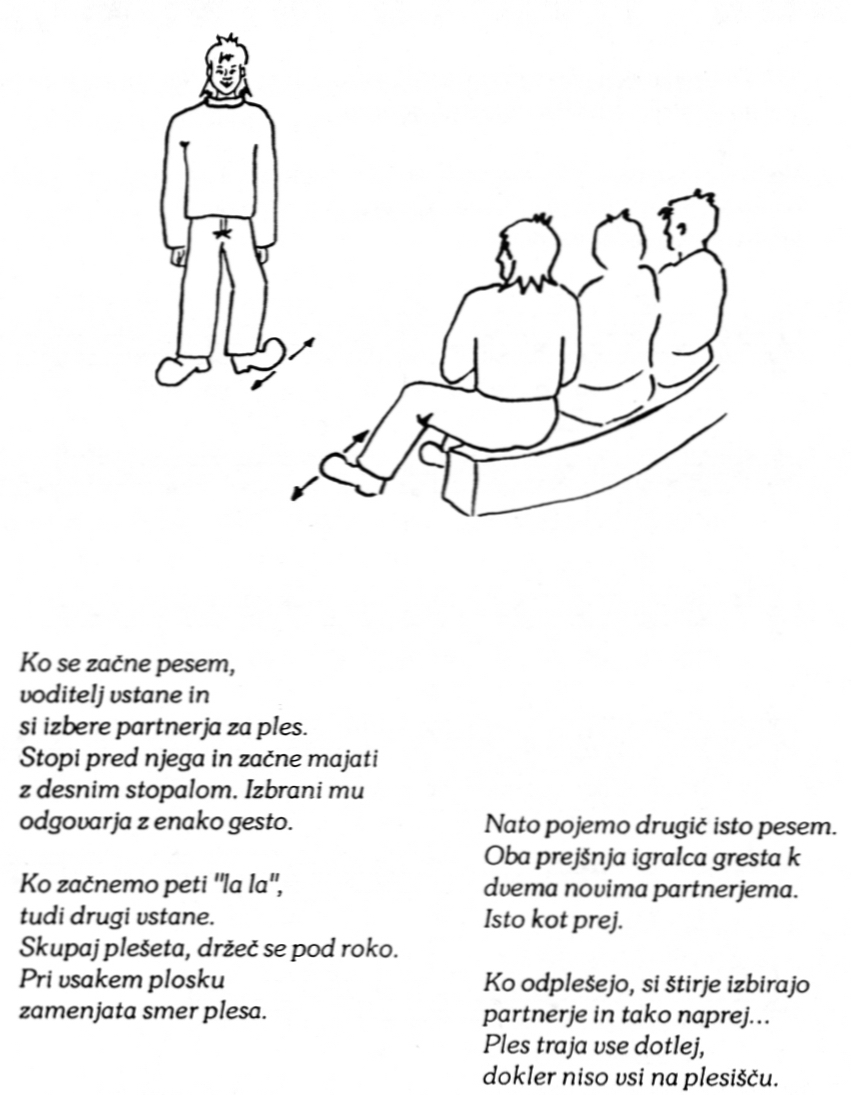 Ko se začne pesem,
voditelj vstane in
si izbere partnerja za ples.
Stopi pred njega in začne majati
z desnim stopalom. Izbrani mu
odgovarja z enako gesto.
Ko začnemo peti "la la",
tudi drugi vstane.
Skupaj plešeta, držeč se pod roko.
Pri vsakem plosku
zamenjata smer plesa.
Nato pojemo drugič isto pesem.
Oba prejšnja igralca gresta k
dvema novima partnerjema.
Isto kot prej.
Ko odplešejo, si štirje izbirajo
partnerje in tako naprej...
Ples traja vse dotlej,
dokler niso vsi na plesišču.